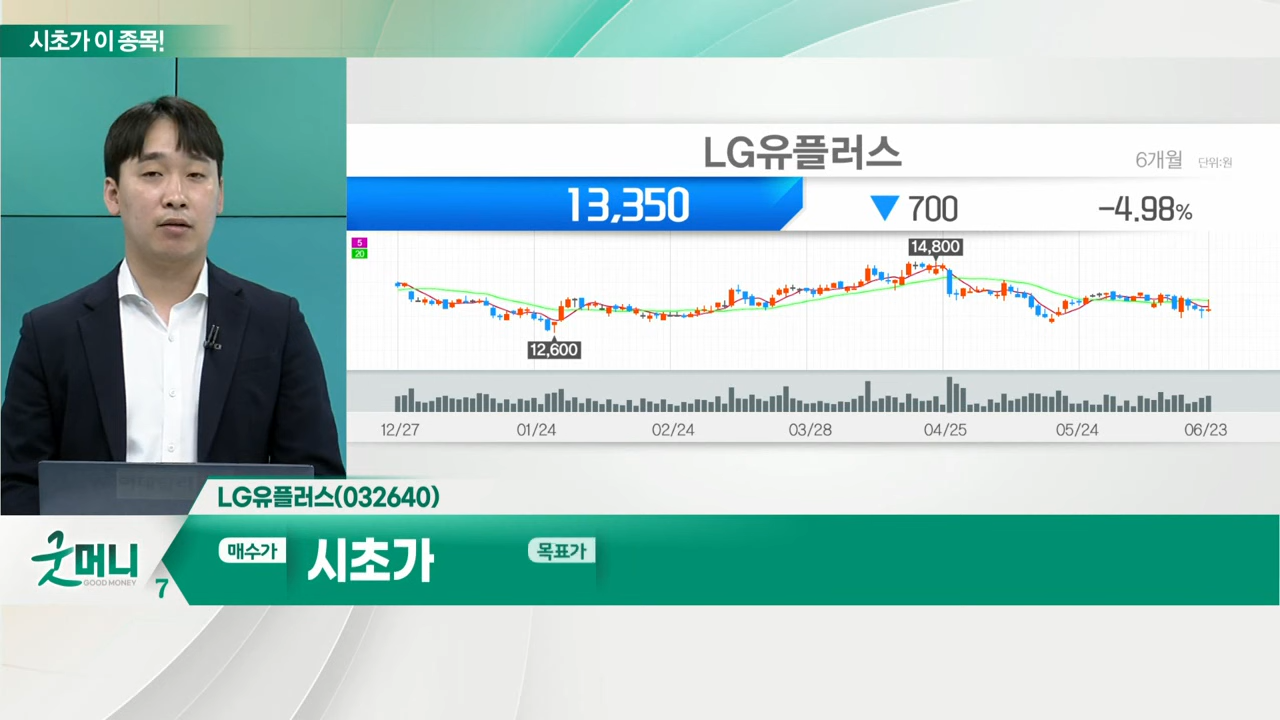 시초가 이 종목!
LG유플러스
6개월 단위:원
13,350 ▼ 700 -4.98%
5
20
14,800
12,600
12/27 01/24 02/24 03/28 04/25 05/24 06/23
LG유플러스(032640)
굿머니
GOOD MONEY
7
매수가 시초가 목표가